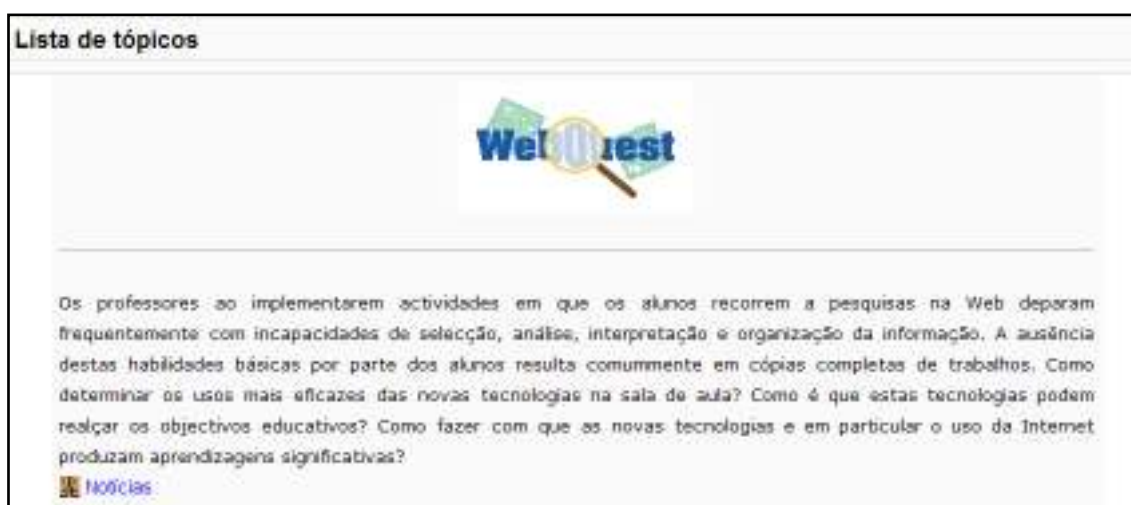 Lista de tópicos
WebQuest
Os professores ao implementarem actividades em que os alunos recorrem a pesquisas na Web deparam
frequentemente com incapacidades de selecção, análise, interpretação e organização da informação. A ausência
destas habilidades básicas por parte dos alunos resulta comummente em cópias completas de trabalhos. Como
determinar os usos mais eficazes das novas tecnologias na sala de aula? Como é que estas tecnologias podem
realçar os objectivos educativos? Como fazer com que as novas tecnologias e em particular o uso da Internet
produzam aprendizagens significativas?
Notícias